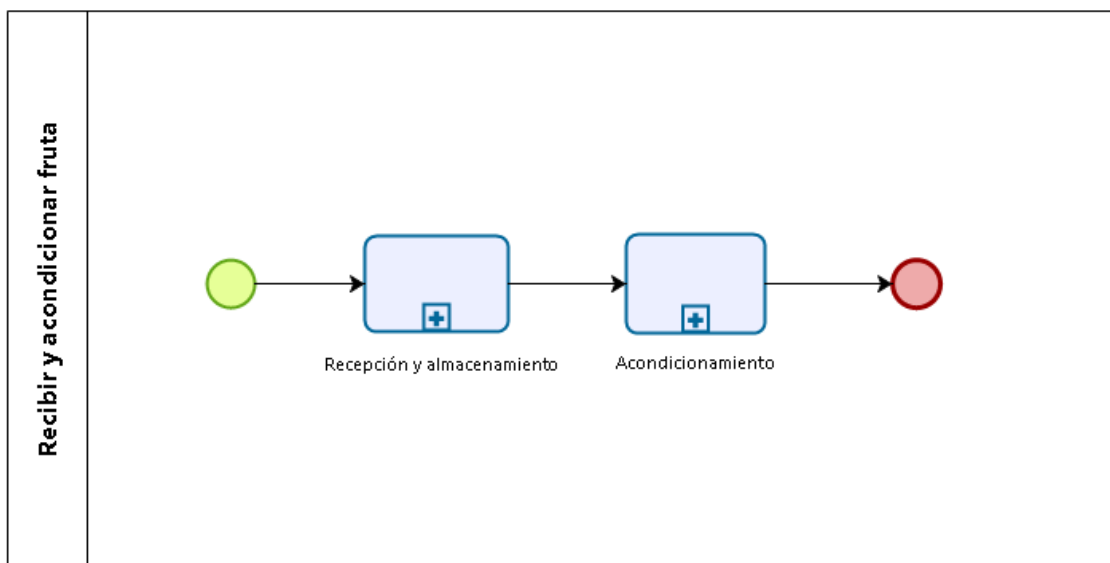 Recibir y acondicionar fruta
Recepción y almacenamiento
Acondicionamiento